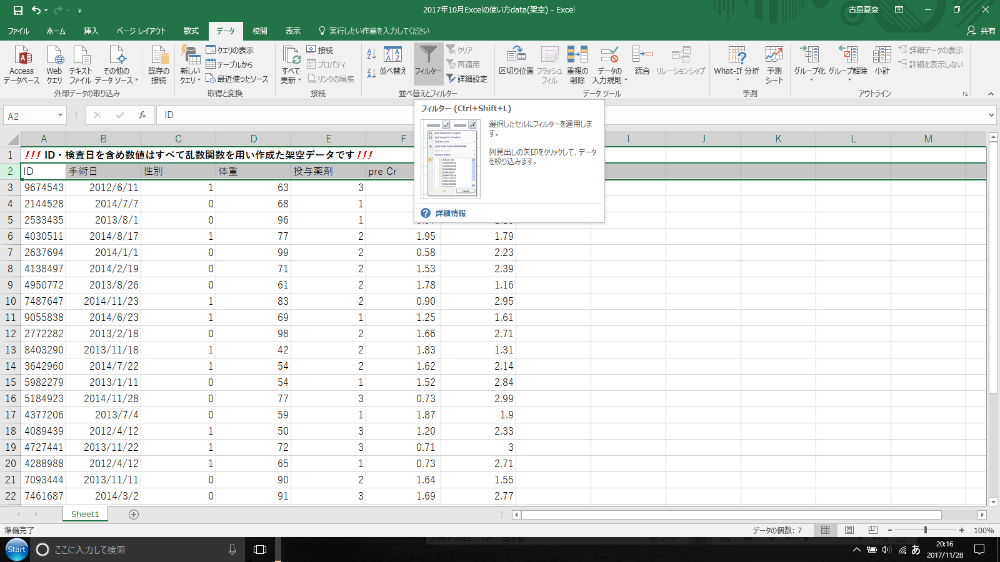 2017年10月Excelの使い方data(架空) - Excel
古島夏奈
ファイル ホーム 挿入 ページ レイアウト 数式 データ 校閲 表示 実行したい作業を入力してください 共有
Access データベース
Web クエリ
テキスト ファイル
その他の データ ソース
既存の 接続
外部データの取り込み
新しい クエリ
クエリの表示
テーブルから
最近使ったソース
取得と変換
すべて 更新
接続
プロパティ
リンクの編集
接続
並べ替え
フィルター
クリア
再適用
詳細設定
並べ替えとフィルター
区切り位置
フラッシュ フィル
重複の 削除
データの 入力規則
統合
リレーションシップ
データ ツール
What-If 分析
予測 シート
予測
グループ化
グループ解除
小計
詳細データの表示
詳細を表示しない
アウトライン
A2 fx ID
フィルター (Ctrl+Shift+L)
選択したセルにフィルターを適用しま
す。
列見出しの矢印をクリックして、データ
を絞り込みます。
詳細情報
A B C D E F I J K L M
1 !!! ID・検査日を含め数値はすべて乱数関数を用い作成た架空データです!!!
2 ID 手術日 性別 体重 投与薬剤 pre Cr
3 9674543 2012/6/11 1 63 3
4 2144528 2014/7/7 0 68 1
5 2533435 2013/8/1 0 96 1
6 4030511 2014/8/17 1 77 2 1.95 1.79
7 2637694 2014/1/1 0 99 2 0.58 2.23
8 4138497 2014/2/19 0 71 2 1.53 2.39
9 4950772 2013/8/26 0 61 2 1.78 1.16
10 7487647 2014/11/23 1 83 2 0.90 2.95
11 9055838 2014/6/23 1 69 1 1.25 1.61
12 2772282 2013/2/18 0 98 2 1.66 2.71
13 8403290 2013/11/18 1 42 2 1.83 1.31
14 3642960 2014/7/22 1 54 2 1.62 2.14
15 5982279 2013/1/11 0 54 1 1.52 2.84
16 5184923 2014/11/28 0 77 3 0.73 2.99
17 4377206 2013/7/4 0 59 1 1.87 1.9
18 4089439 2012/4/12 1 50 3 1.20 2.33
19 4727441 2013/11/22 1 72 3 0.71 3
20 4288988 2012/4/12 1 65 1 0.73 2.71
21 7093444 2013/11/11 0 90 2 1.64 1.55
22 7461687 2014/3/2 0 91 3 1.69 2.77
Sheet1
準備完了 データの個数: 7 100%
Start ここに入力して検索 あ 20:16
2017/11/28